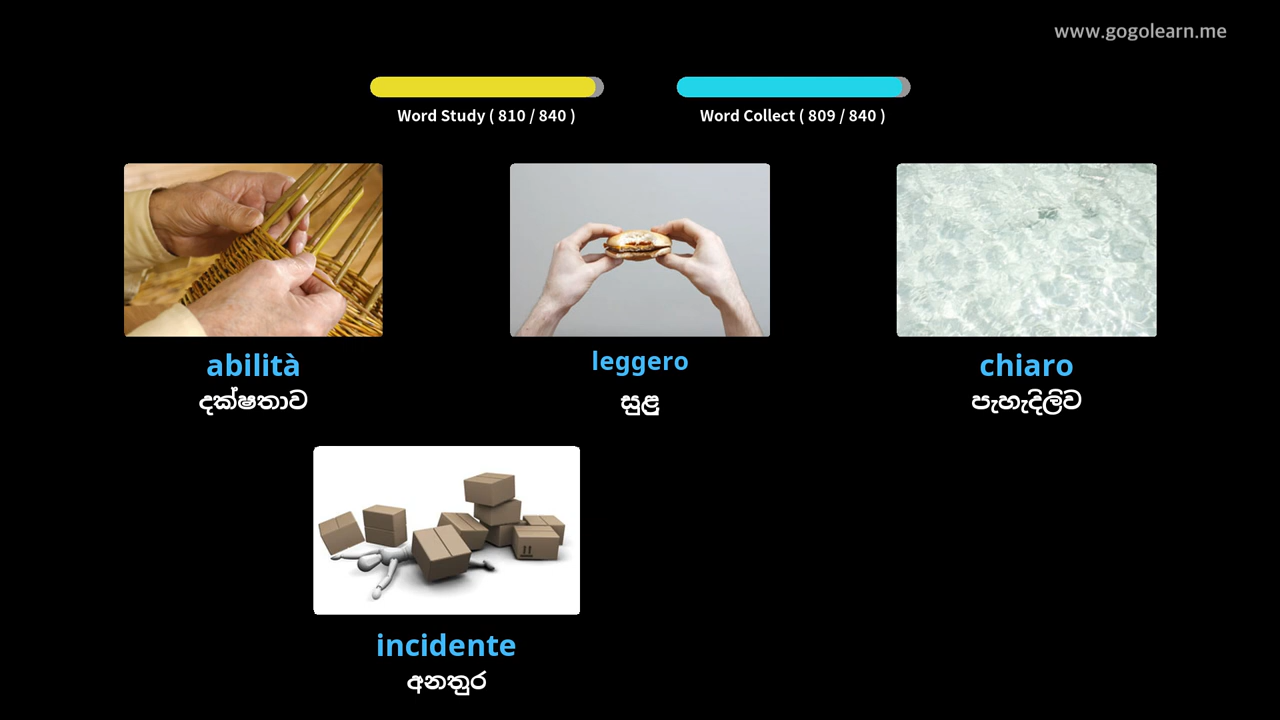 www.gogolearn.me
Word Study ( 810 / 840 )
Word Collect ( 809 / 840 )
abilità
දක්ෂතාව
leggero
සුළු
chiaro
පැහැදිලිව
incidente
අනතුර